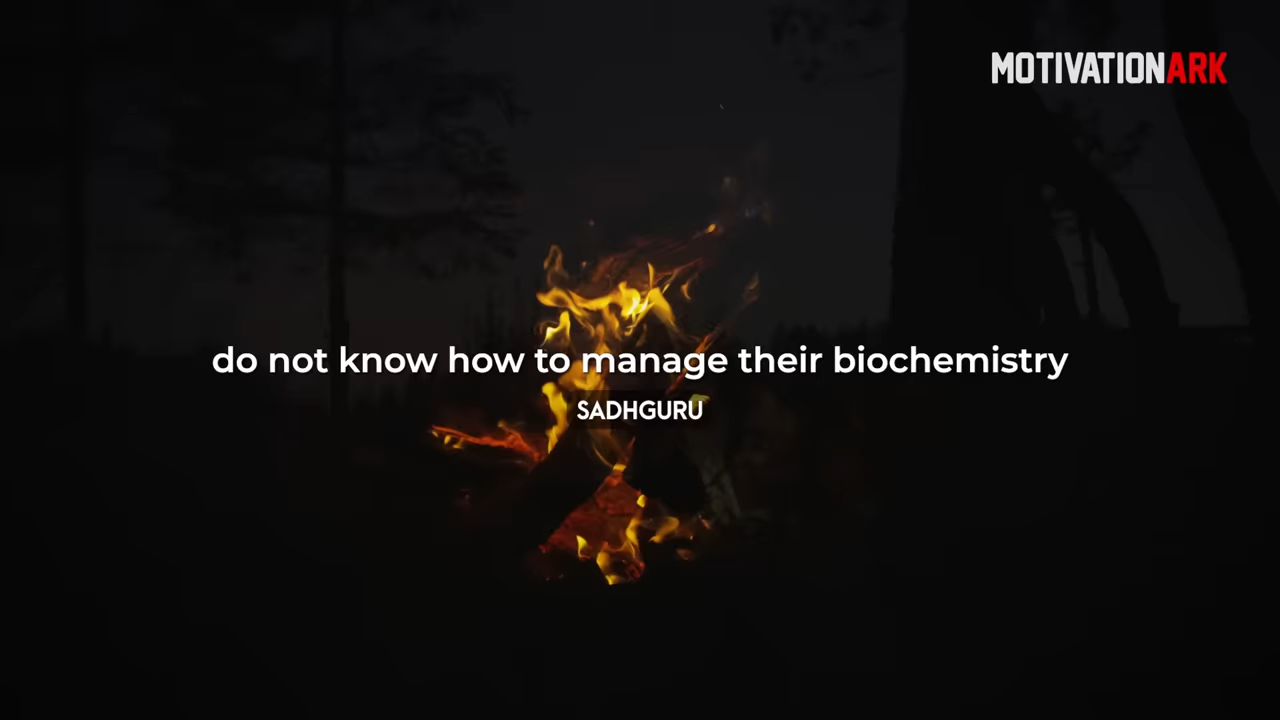 MOTIVATIONARK
do not know how to manage their biochemistry
SADHGURU